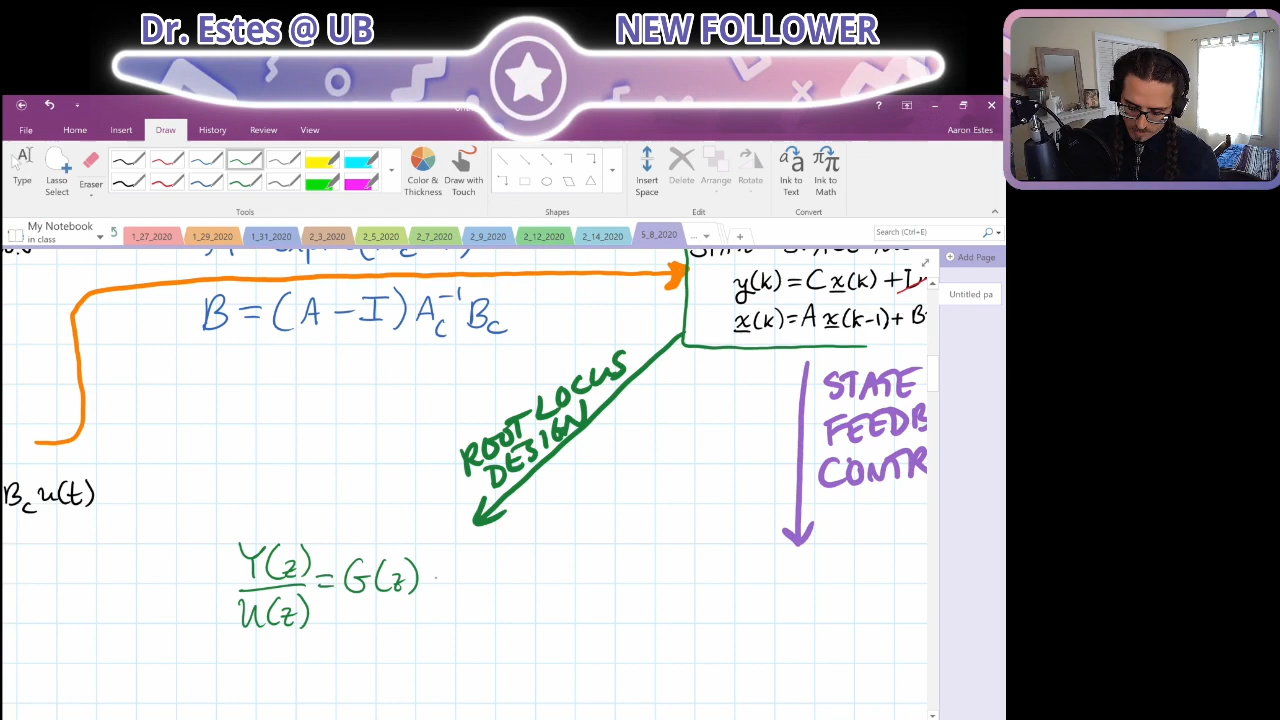 Dr. Estes @ UB
NEW FOLLOWER
File Home Insert Draw History Review View
Aaron Estes
Type
Lasso Select
Eraser
Color & Thickness
Draw with Touch
Insert Space
Delete
Arrange
Rotate
Ink to Text
Ink to Math
Tools
Shapes
Edit
Convert
My Notebook
in class
1_27_2020 1_29_2020 1_31_2020 2_3_2020 2_5_2020 2_7_2020 2_9_2020 2_12_2020 2_14_2020 5_8_2020 ...
Search (Ctrl+E)
Add Page
Untitled pa
B = (A - I) A_c^{-1} B_c
y(k) = C x(k) +
x(k) = A x(k-1) + B
ROOT LOCUS
DESIGN
STATE
FEEDB
CONTR
B_c u(t)
Y(z)/U(z) = G(z)